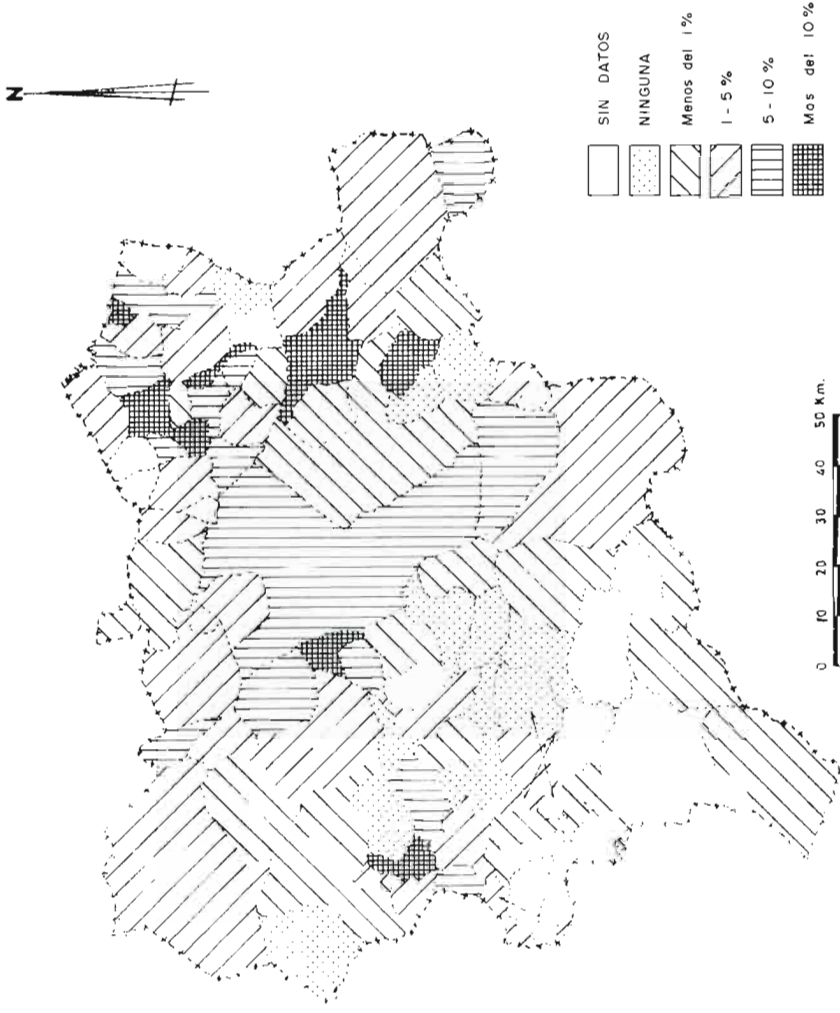 N
SIN DATOS
NINGUNA
Menos del 1%
1-5%
5-10%
Mas del 10%
0 10 20 30 40 50 Km.